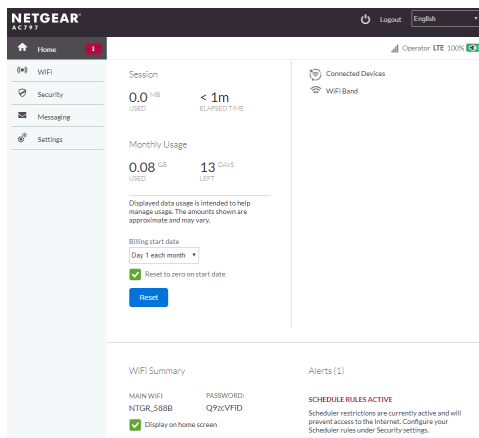 NETGEAR®
AC797
Logout
English
Home
1
Operator LTE 100%
WiFi
Security
Messaging
Settings
Session
0.0 MB
USED
< 1m
ELAPSED TIME
Monthly Usage
0.08 GB
USED
13 DAYS
LEFT
Displayed data usage is intended to help
manage usage. The amounts shown are
approximate and may vary.
Billing start date
Day 1 each month
Reset to zero on start date
Reset
Connected Devices
WiFi Band
WiFi Summary
MAIN WIFI
NTGR_588B
PASSWORD:
Q9zcVFID
Display on home screen
Alerts (1)
SCHEDULE RULES ACTIVE
Scheduler restrictions are currently active and will
prevent access to the Internet. Configure your
Scheduler rules under Security settings.